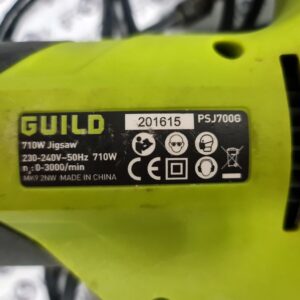 GUILD 201615 PSJ700G
710W Jigsaw
230-240V~50Hz 710W
n₀:0-3000/min
MK9 2NW MADE IN CHINA